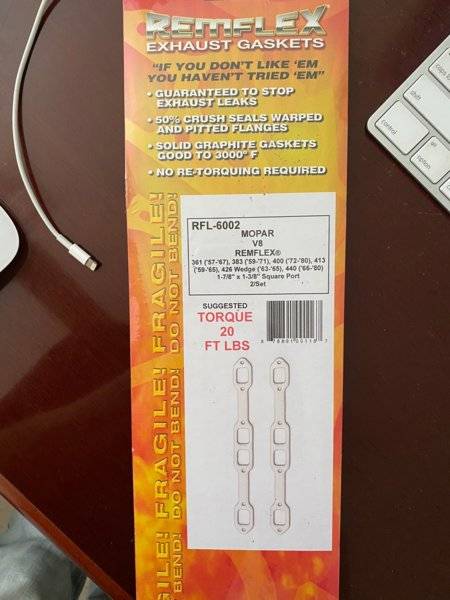 REMFLEX
EXHAUST GASKETS
"IF YOU DON'T LIKE 'EM
YOU HAVEN'T TRIED 'EM"
• GUARANTEED TO STOP
EXHAUST LEAKS
• 50% CRUSH SEALS WARPED
AND PITTED FLANGES
• SOLID GRAPHITE GASKETS
GOOD TO 3000° F
• NO RE-TORQUING REQUIRED
RFL-6002
MOPAR
V8
REMFLEX®
361 ('57-'67), 383 ('59-'71), 400 ('72-'80), 413
('59-'65), 426 Wedge ('63-'65), 440 ('66-'80)
1-7/8" x 1-3/8" Square Port
2/Set
SUGGESTED
TORQUE
20
FT LBS
FRAGILE! FRAGILE! FRAGILE!
DO NOT BEND! DO NOT BEND! BEND!
control
option
shift